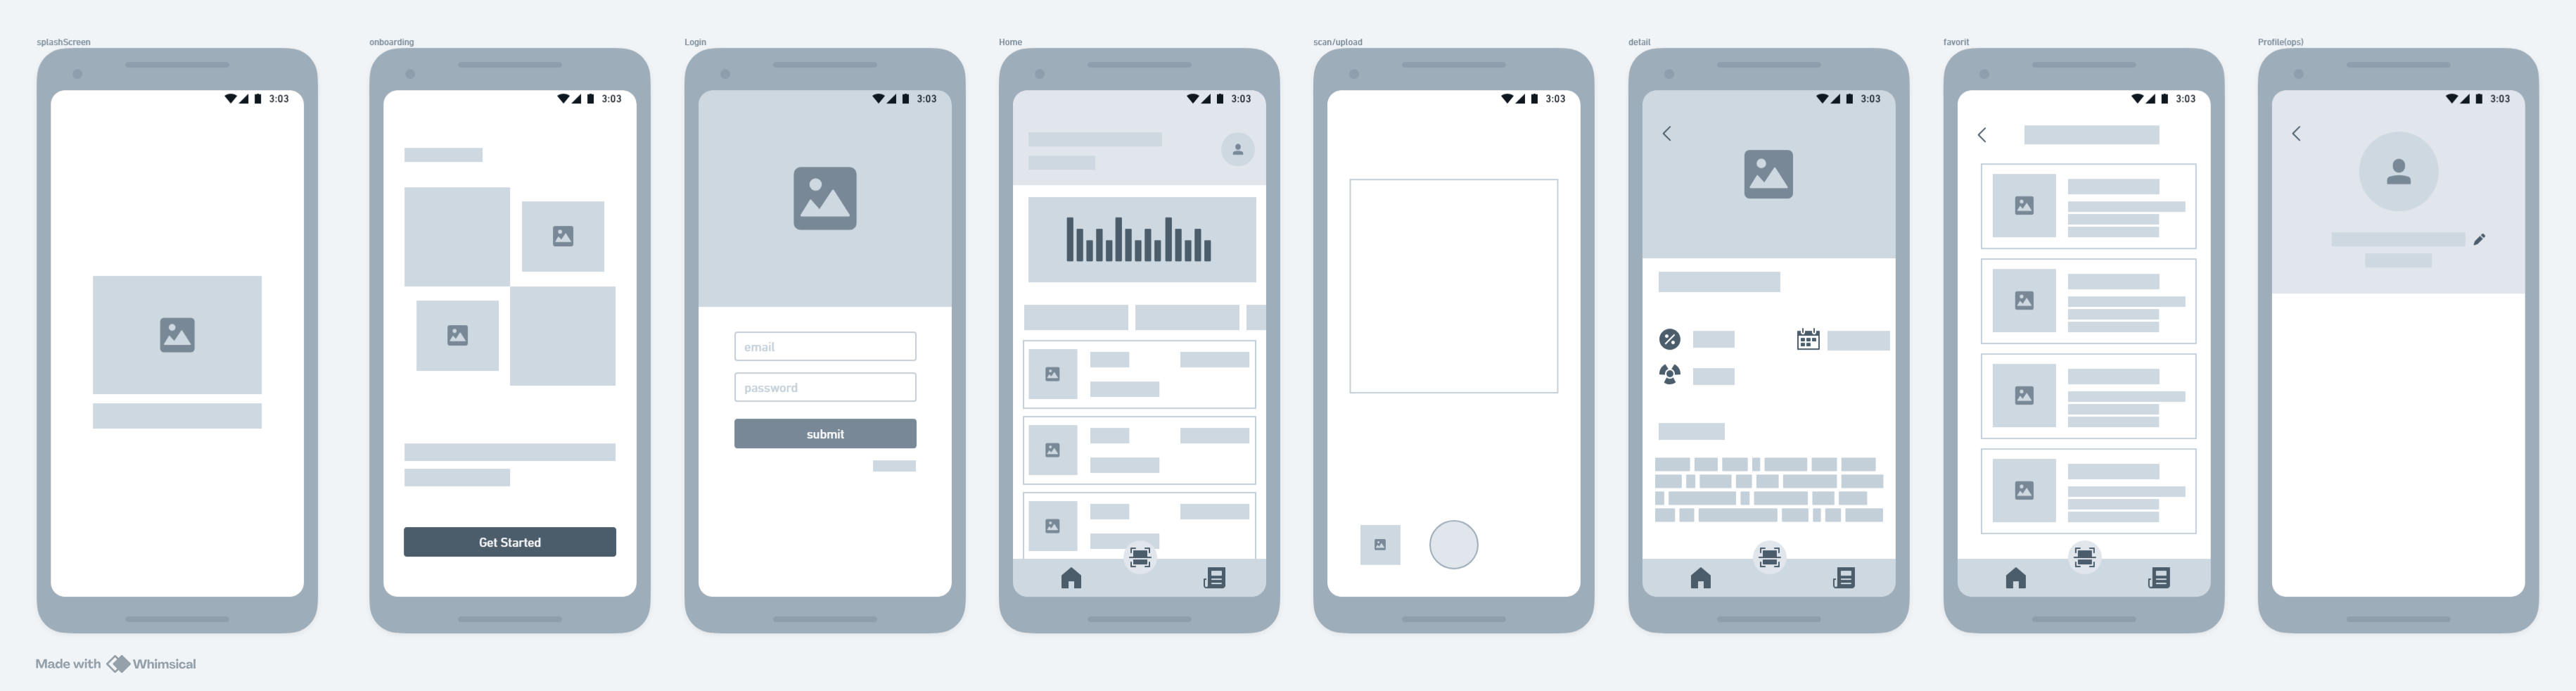 splashScreen
onboarding
Login
Home
scan/upload
detail
favorit
Profile(ops)
3:03
3:03
3:03
3:03
3:03
3:03
3:03
3:03
email
password
submit
Get Started
Made with Whimsical